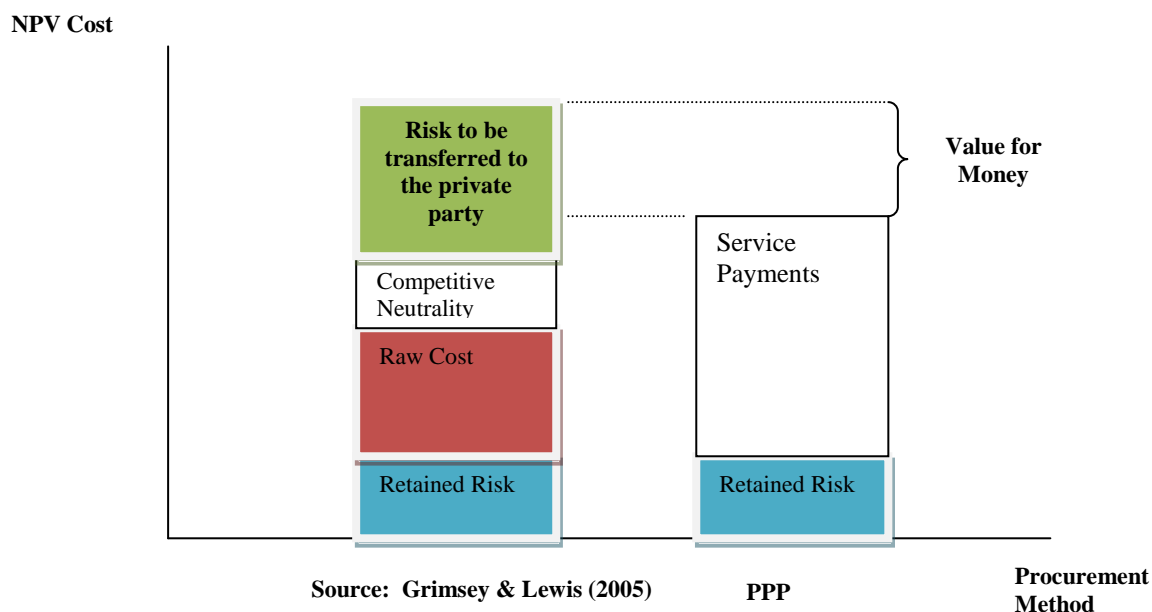 NPV Cost
Risk to be
transferred to
the private
party
Value for
Money
Service
Payments
Competitive
Neutrality
Raw Cost
Retained Risk
Retained Risk
Source: Grimsey & Lewis (2005)
PPP
Procurement
Method